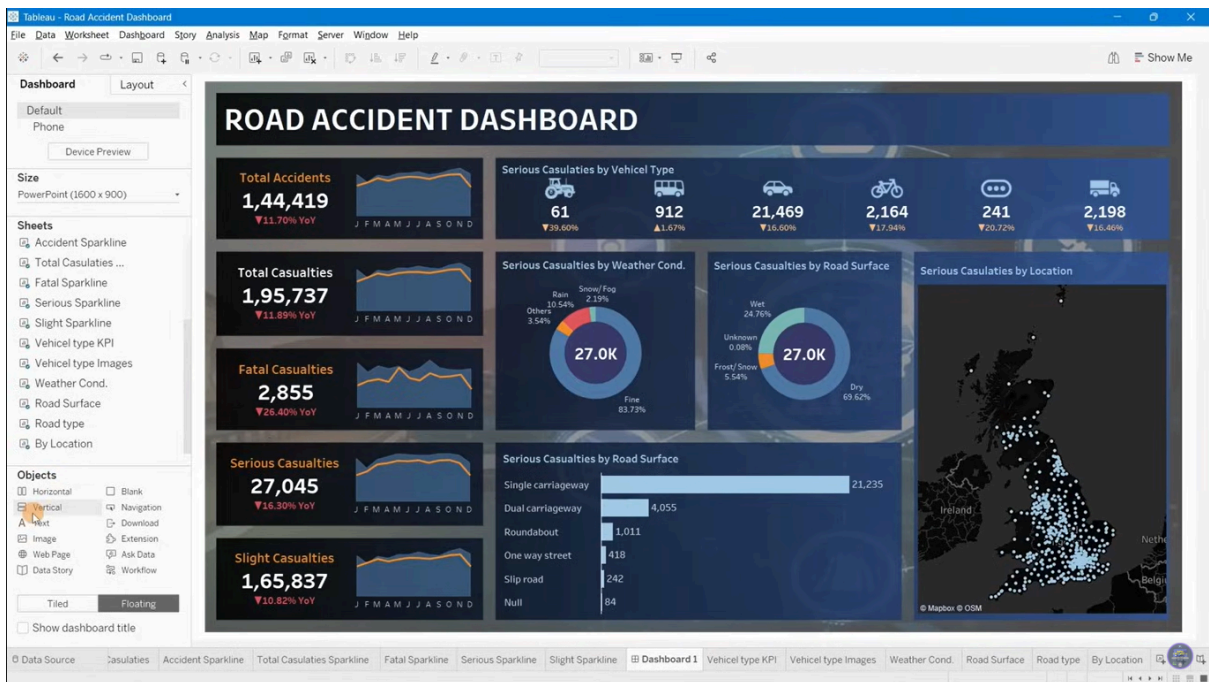 Tableau - Road Accident Dashboard
File Data Worksheet Dashboard Story Analysis Map Format Server Window Help
Show Me
Dashboard Layout
Default
Phone
Device Preview
Size
PowerPoint (1600 x 900)
Sheets
Accident Sparkline
Total Casulaties ...
Fatal Sparkline
Serious Sparkline
Slight Sparkline
Vehicel type KPI
Vehicel type Images
Weather Cond.
Road Surface
Road type
By Location
Objects
Horizontal Blank
Vertical Navigation
Text Download
Image Extension
Web Page Ask Data
Data Story Workflow
Tiled Floating
Show dashboard title
ROAD ACCIDENT DASHBOARD
Total Accidents
1,44,419
▼11.70% YoY
J F M A M J J A S O N D
Total Casualties
1,95,737
▼11.89% YoY
J F M A M J J A S O N D
Fatal Casualties
2,855
▼26.40% YoY
J F M A M J J A S O N D
Serious Casualties
27,045
▼16.30% YoY
J F M A M J J A S O N D
Slight Casualties
1,65,837
▼10.82% YoY
J F M A M J J A S O N D
Serious Casulaties by Vehicel Type
61 912 21,469 2,164 241 2,198
▼39.60% ▲1.67% ▼16.60% ▼17.94% ▼20.72% ▼16.46%
Serious Casualties by Weather Cond.
Snow/Fog
2.19%
Rain
10.54%
Others
3.54%
27.0K
Fine
83.73%
Serious Casualties by Road Surface
Wet
24.76%
Unknown
0.08%
Frost/Snow
5.54%
27.0K
Dry
69.62%
Serious Casulaties by Location
Ireland
Nethe
Belgi
© Mapbox © OSM
Serious Casualties by Road Surface
Single carriageway 21,235
Dual carriageway 4,055
Roundabout 1,011
One way street 418
Slip road 242
Null 84
Data Source Casulaties Accident Sparkline Total Casulaties Sparkline Fatal Sparkline Serious Sparkline Slight Sparkline Dashboard 1 Vehicel type KPI Vehicel type Images Weather Cond. Road Surface Road type By Location